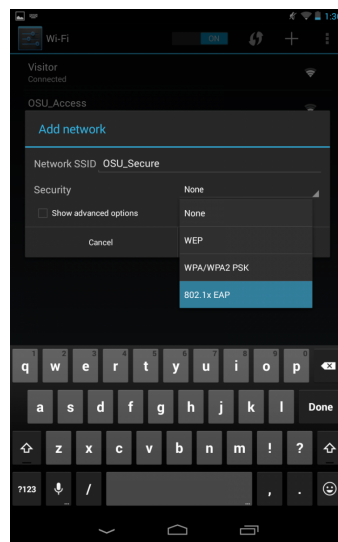 1:30
Wi-Fi
ON
Visitor
Connected
OSU_Access
Add network
Network SSID OSU_Secure
Security None
Show advanced options
None
Cancel
WEP
WPA/WPA2 PSK
802.1x EAP
1 2 3 4 5 6 7 8 9 0
q w e r t y u i o p
a s d f g h j k l Done
z x c v b n m ! ?
?123 / , .